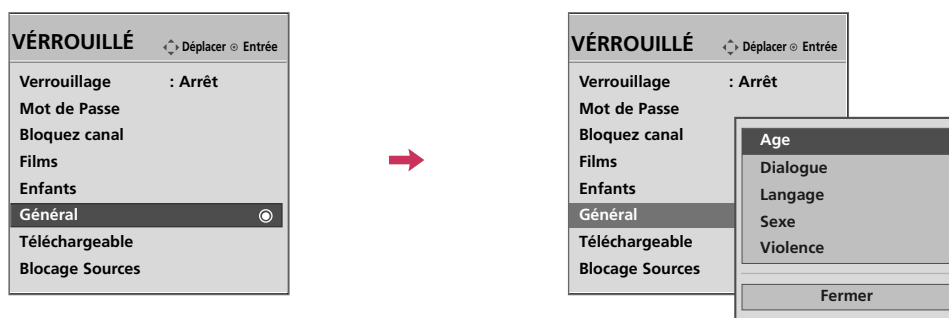 VÉRROUILLÉ Déplacer Entrée
Verrouillage : Arrêt
Mot de Passe
Bloquez canal
Films
Enfants
Général
Téléchargeable
Blocage Sources
VÉRROUILLÉ Déplacer Entrée
Verrouillage : Arrêt
Mot de Passe
Bloquez canal
Films
Enfants
Général
Téléchargeable
Blocage Sources
Age
Dialogue
Langage
Sexe
Violence
Fermer